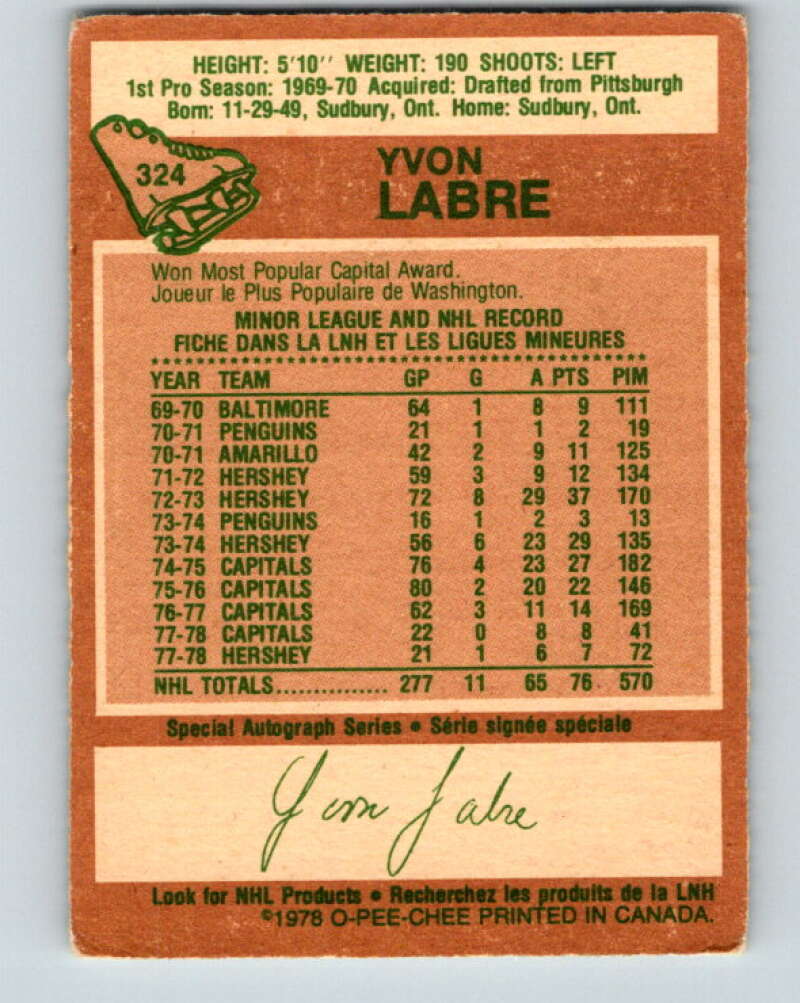 HEIGHT: 5'10'' WEIGHT: 190 SHOOTS: LEFT
1st Pro Season: 1969-70 Acquired: Drafted from Pittsburgh
Born: 11-29-49, Sudbury, Ont. Home: Sudbury, Ont.
324
YVON
LABRE
Won Most Popular Capital Award.
Joueur le Plus Populaire de Washington.
MINOR LEAGUE AND NHL RECORD
FICHE DANS LA LNH ET LES LIGUES MINEURES
YEAR TEAM GP G A PTS PIM
69-70 BALTIMORE 64 1 8 9 111
70-71 PENGUINS 21 1 1 2 19
70-71 AMARILLO 42 2 9 11 125
71-72 HERSHEY 59 3 9 12 134
72-73 HERSHEY 72 8 29 37 170
73-74 PENGUINS 16 1 2 3 13
73-74 HERSHEY 56 6 23 29 135
74-75 CAPITALS 76 4 23 27 182
75-76 CAPITALS 80 2 20 22 146
76-77 CAPITALS 62 3 11 14 169
77-78 CAPITALS 22 0 8 8 41
77-78 HERSHEY 21 1 6 7 72
NHL TOTALS............... 277 11 65 76 570
Special Autograph Series • Série signée spéciale
Yvon Labre
Look for NHL Products • Recherchez les produits de la LNH
©1978 O-PEE-CHEE PRINTED IN CANADA.